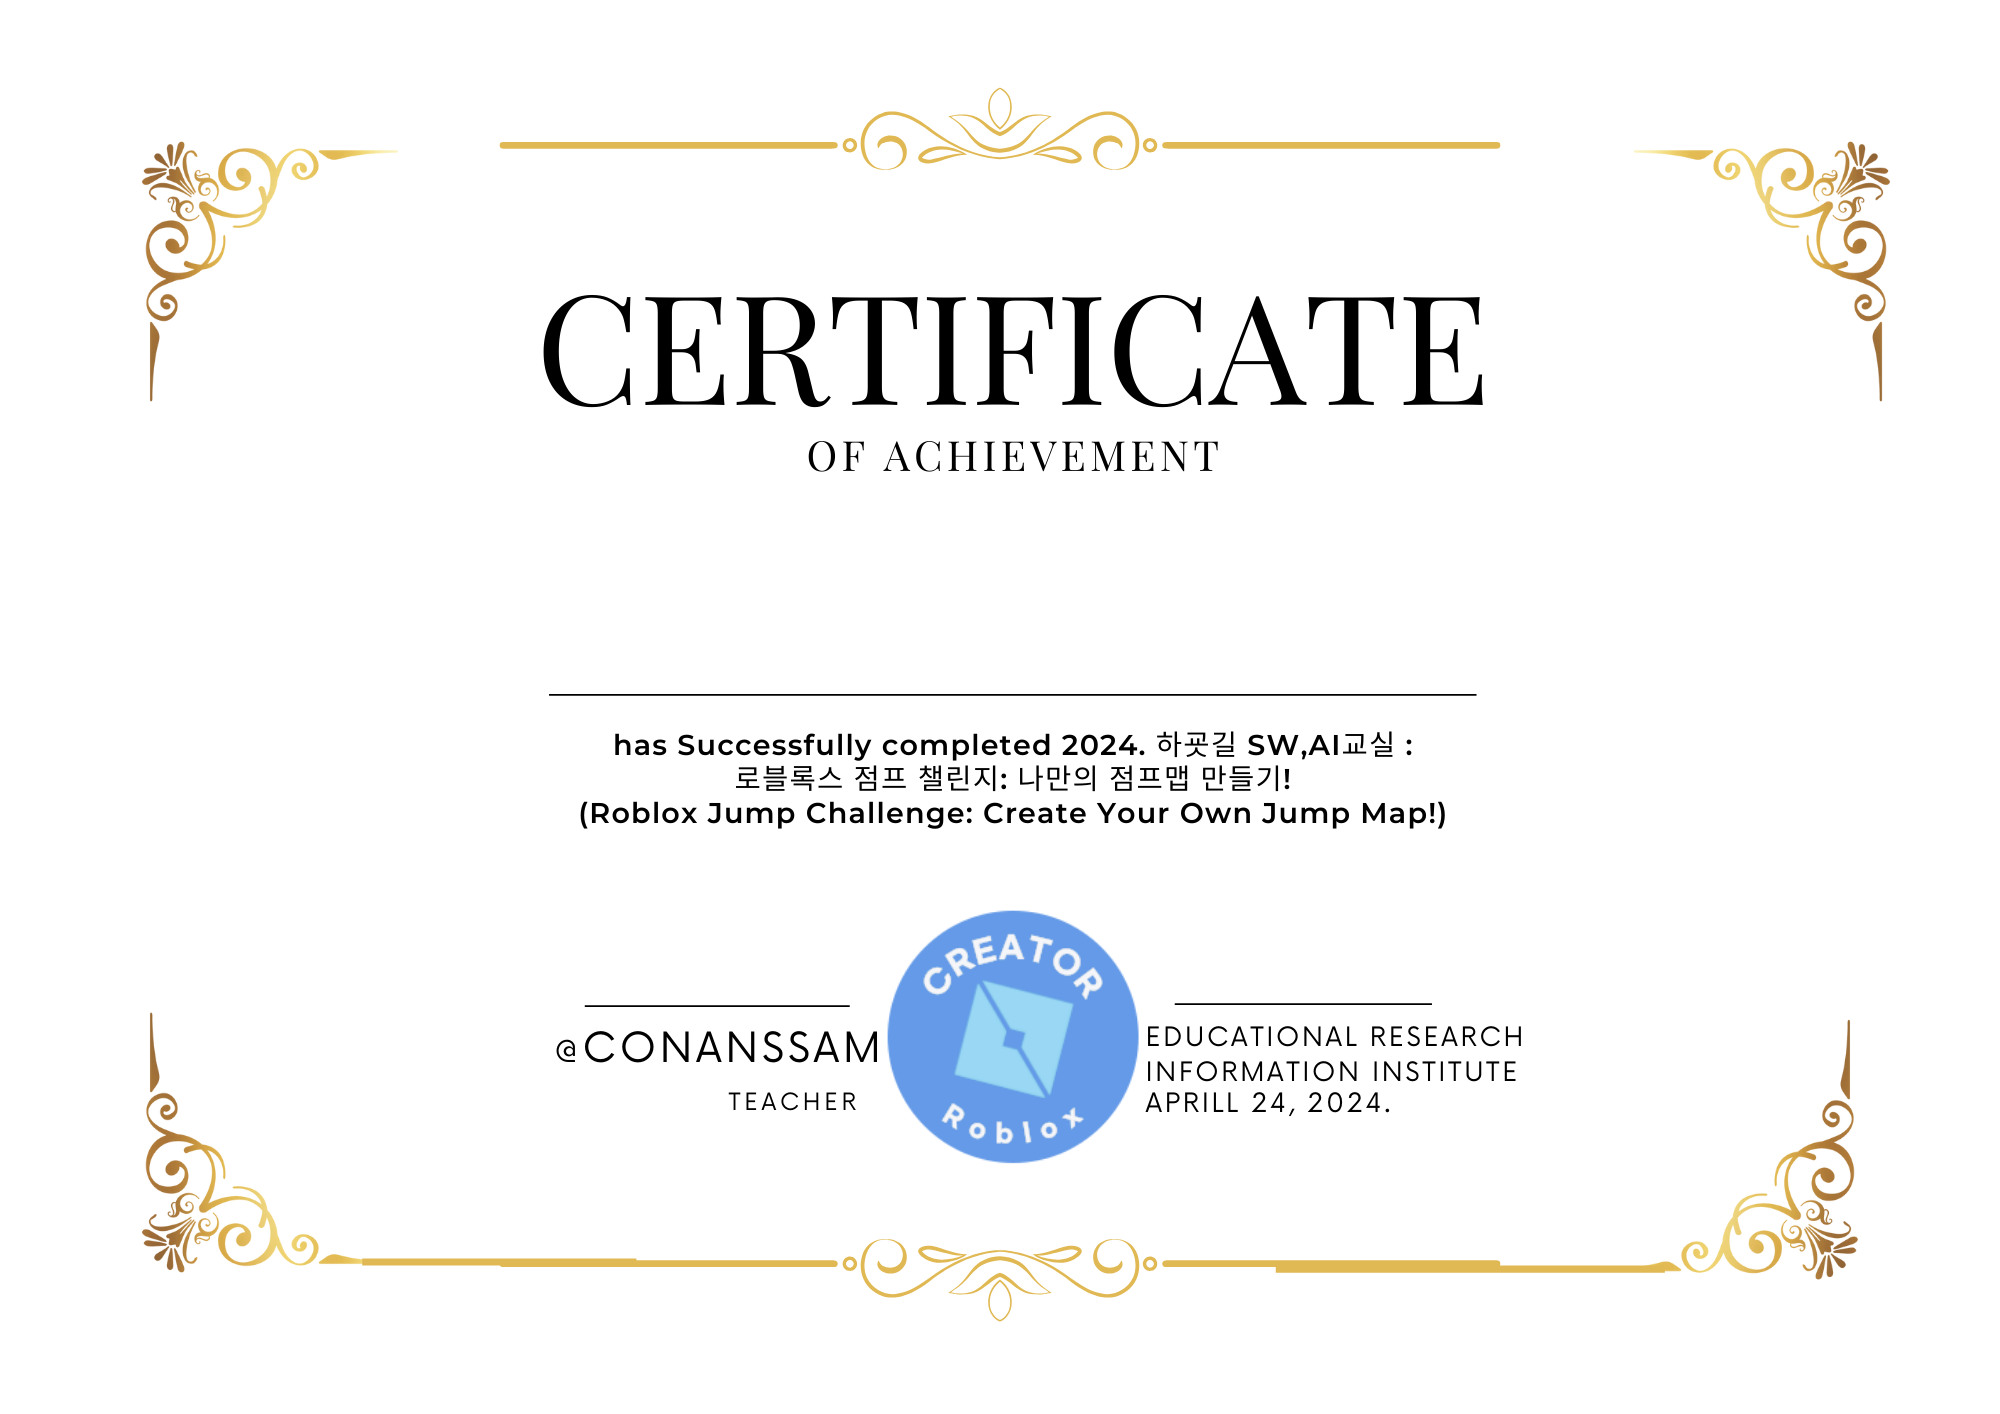 CERTIFICATE
OF ACHIEVEMENT
has Successfully completed 2024. 하굣길 SW,AI교실 :
로블록스 점프 챌린지: 나만의 점프맵 만들기!
(Roblox Jump Challenge: Create Your Own Jump Map!)
@CONANSSAM
TEACHER
CREATOR
Roblox
EDUCATIONAL RESEARCH
INFORMATION INSTITUTE
APRILL 24, 2024.